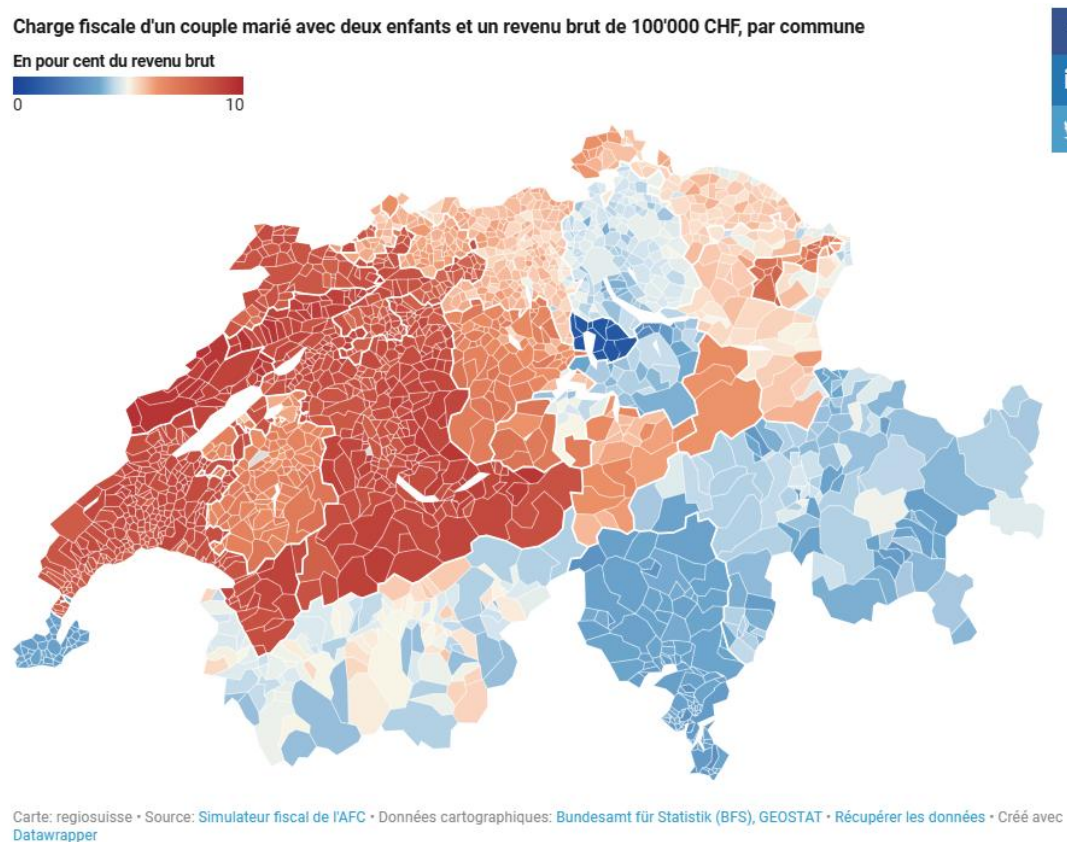 Charge fiscale d'un couple marié avec deux enfants et un revenu brut de 100'000 CHF, par commune
En pour cent du revenu brut
0 10
Carte: regiosuisse • Source: Simulateur fiscal de l'AFC • Données cartographiques: Bundesamt für Statistik (BFS), GEOSTAT • Récupérer les données • Créé avec
Datawrapper